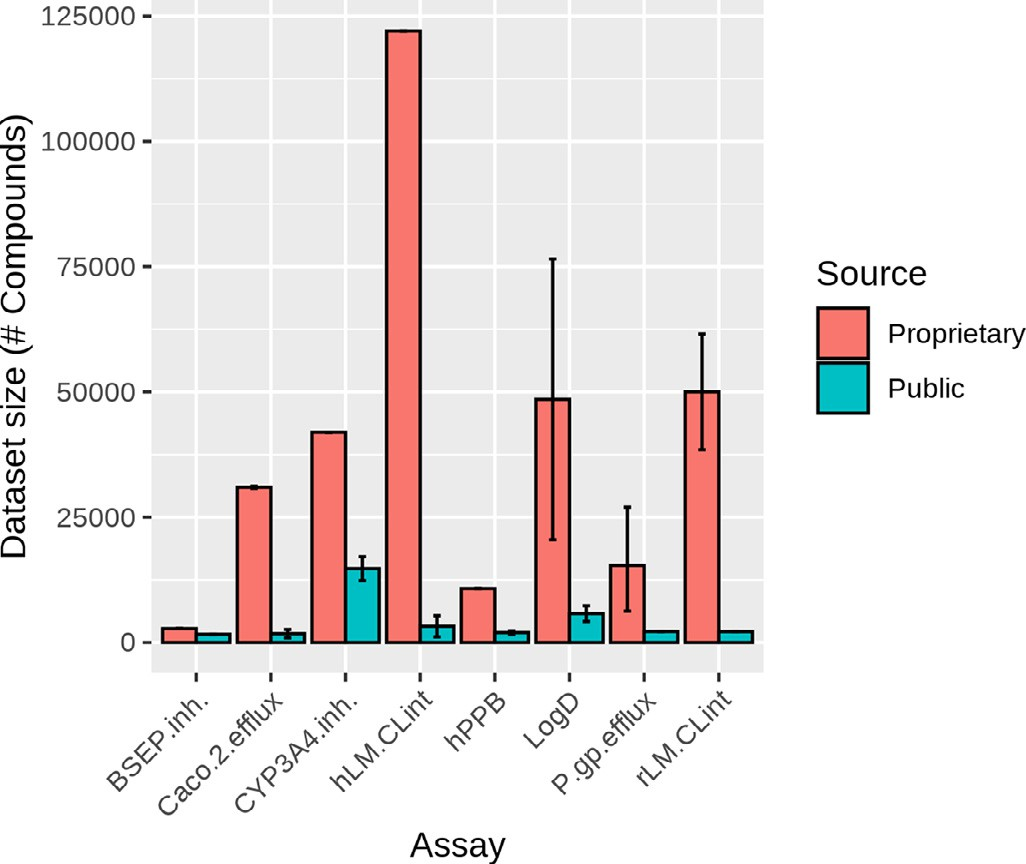 Dataset size (# Compounds)
125000
100000
75000
50000
25000
0
BSEP.inh.
Caco.2.efflux
CYP3A4.inh.
hLM.CLint
hPPB
LogD
P.gp.efflux
rLM.CLint
Assay
Source
Proprietary
Public